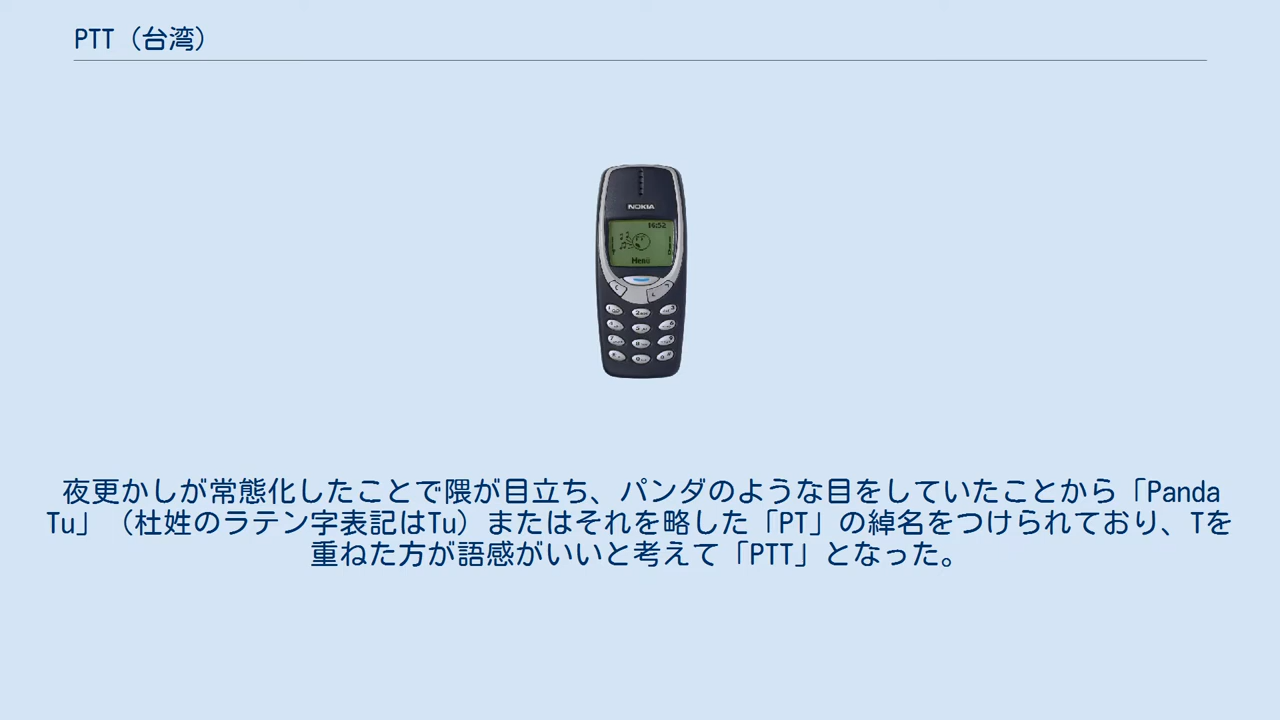 PTT（台湾）
NOKIA
16:52
Menu
夜更かしが常態化したことで隈が目立ち、パンダのような目をしていたことから「Panda
Tu」（杜姓のラテン字表記はTu）またはそれを略した「PT」の綽名をつけられており、Tを
重ねた方が語感がいいと考えて「PTT」となった。